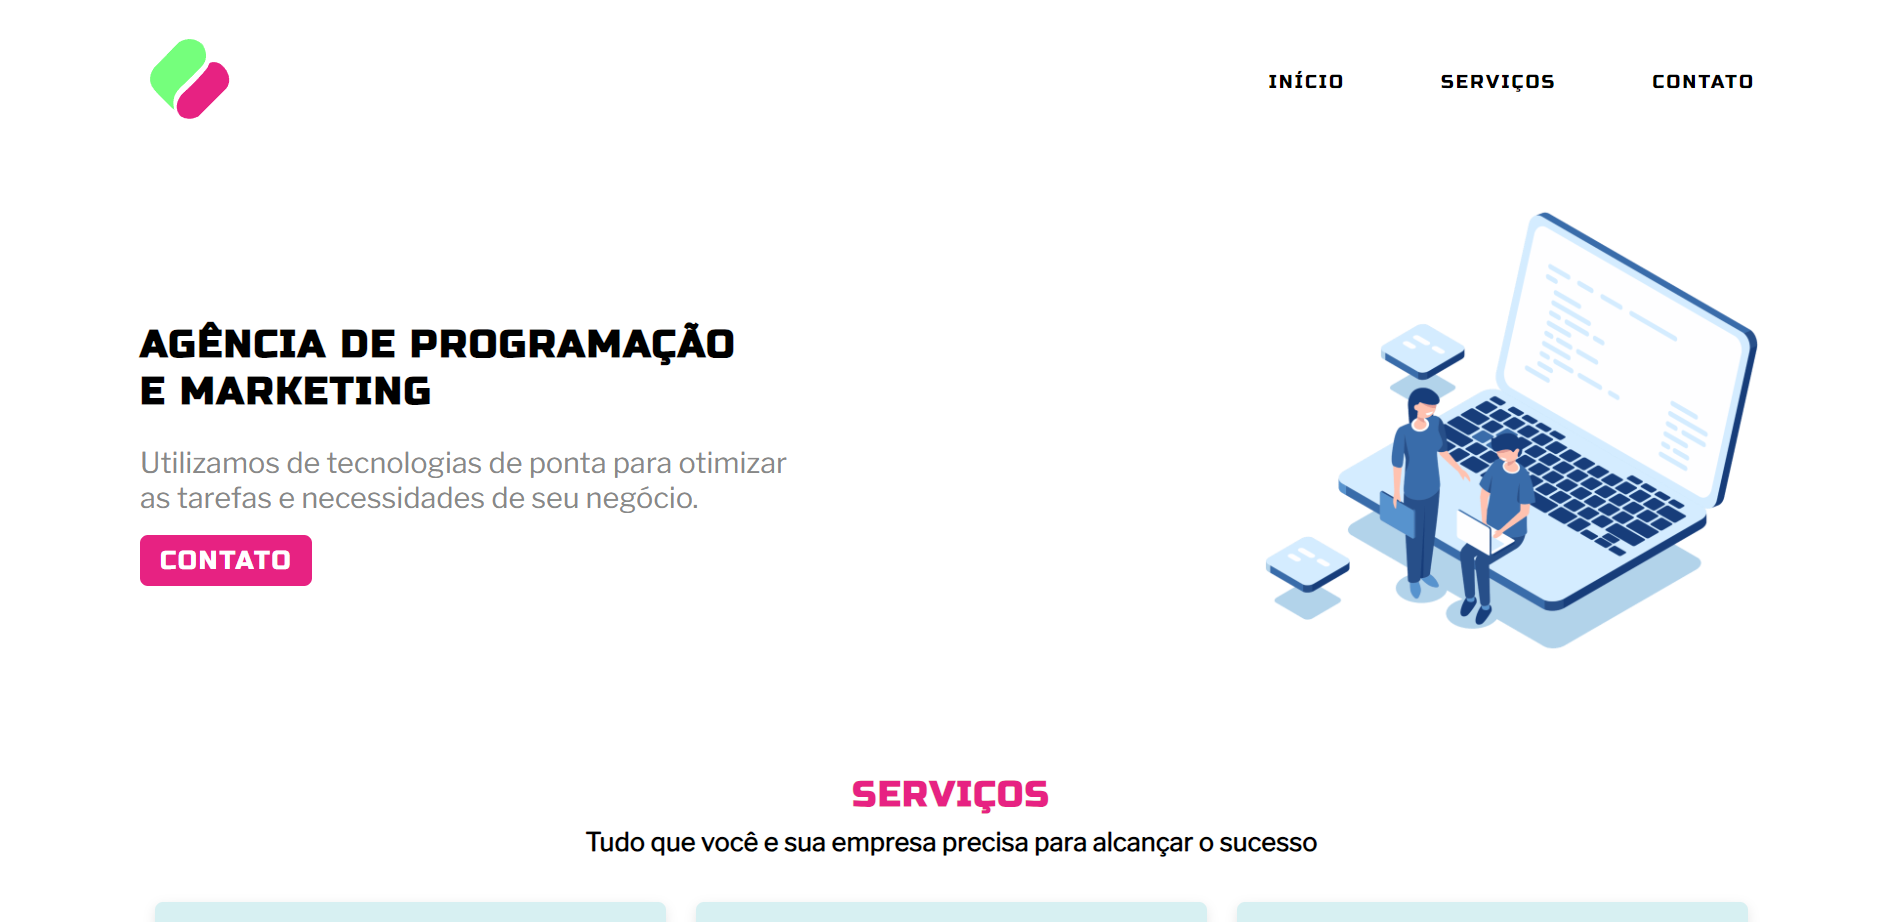 INÍCIO SERVIÇOS CONTATO
AGÊNCIA DE PROGRAMAÇÃO
E MARKETING
Utilizamos de tecnologias de ponta para otimizar
as tarefas e necessidades de seu negócio.
CONTATO
SERVIÇOS
Tudo que você e sua empresa precisa para alcançar o sucesso